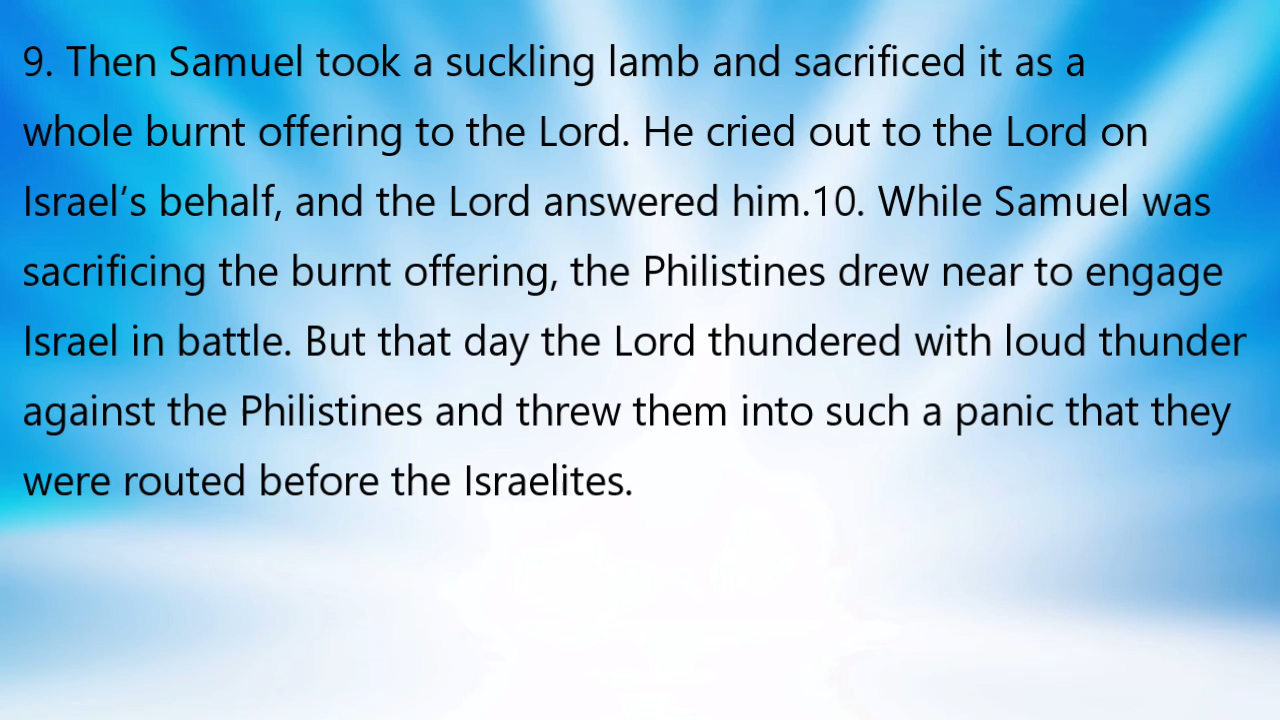 9. Then Samuel took a suckling lamb and sacrificed it as a
whole burnt offering to the Lord. He cried out to the Lord on
Israel’s behalf, and the Lord answered him.10. While Samuel was
sacrificing the burnt offering, the Philistines drew near to engage
Israel in battle. But that day the Lord thundered with loud thunder
against the Philistines and threw them into such a panic that they
were routed before the Israelites.